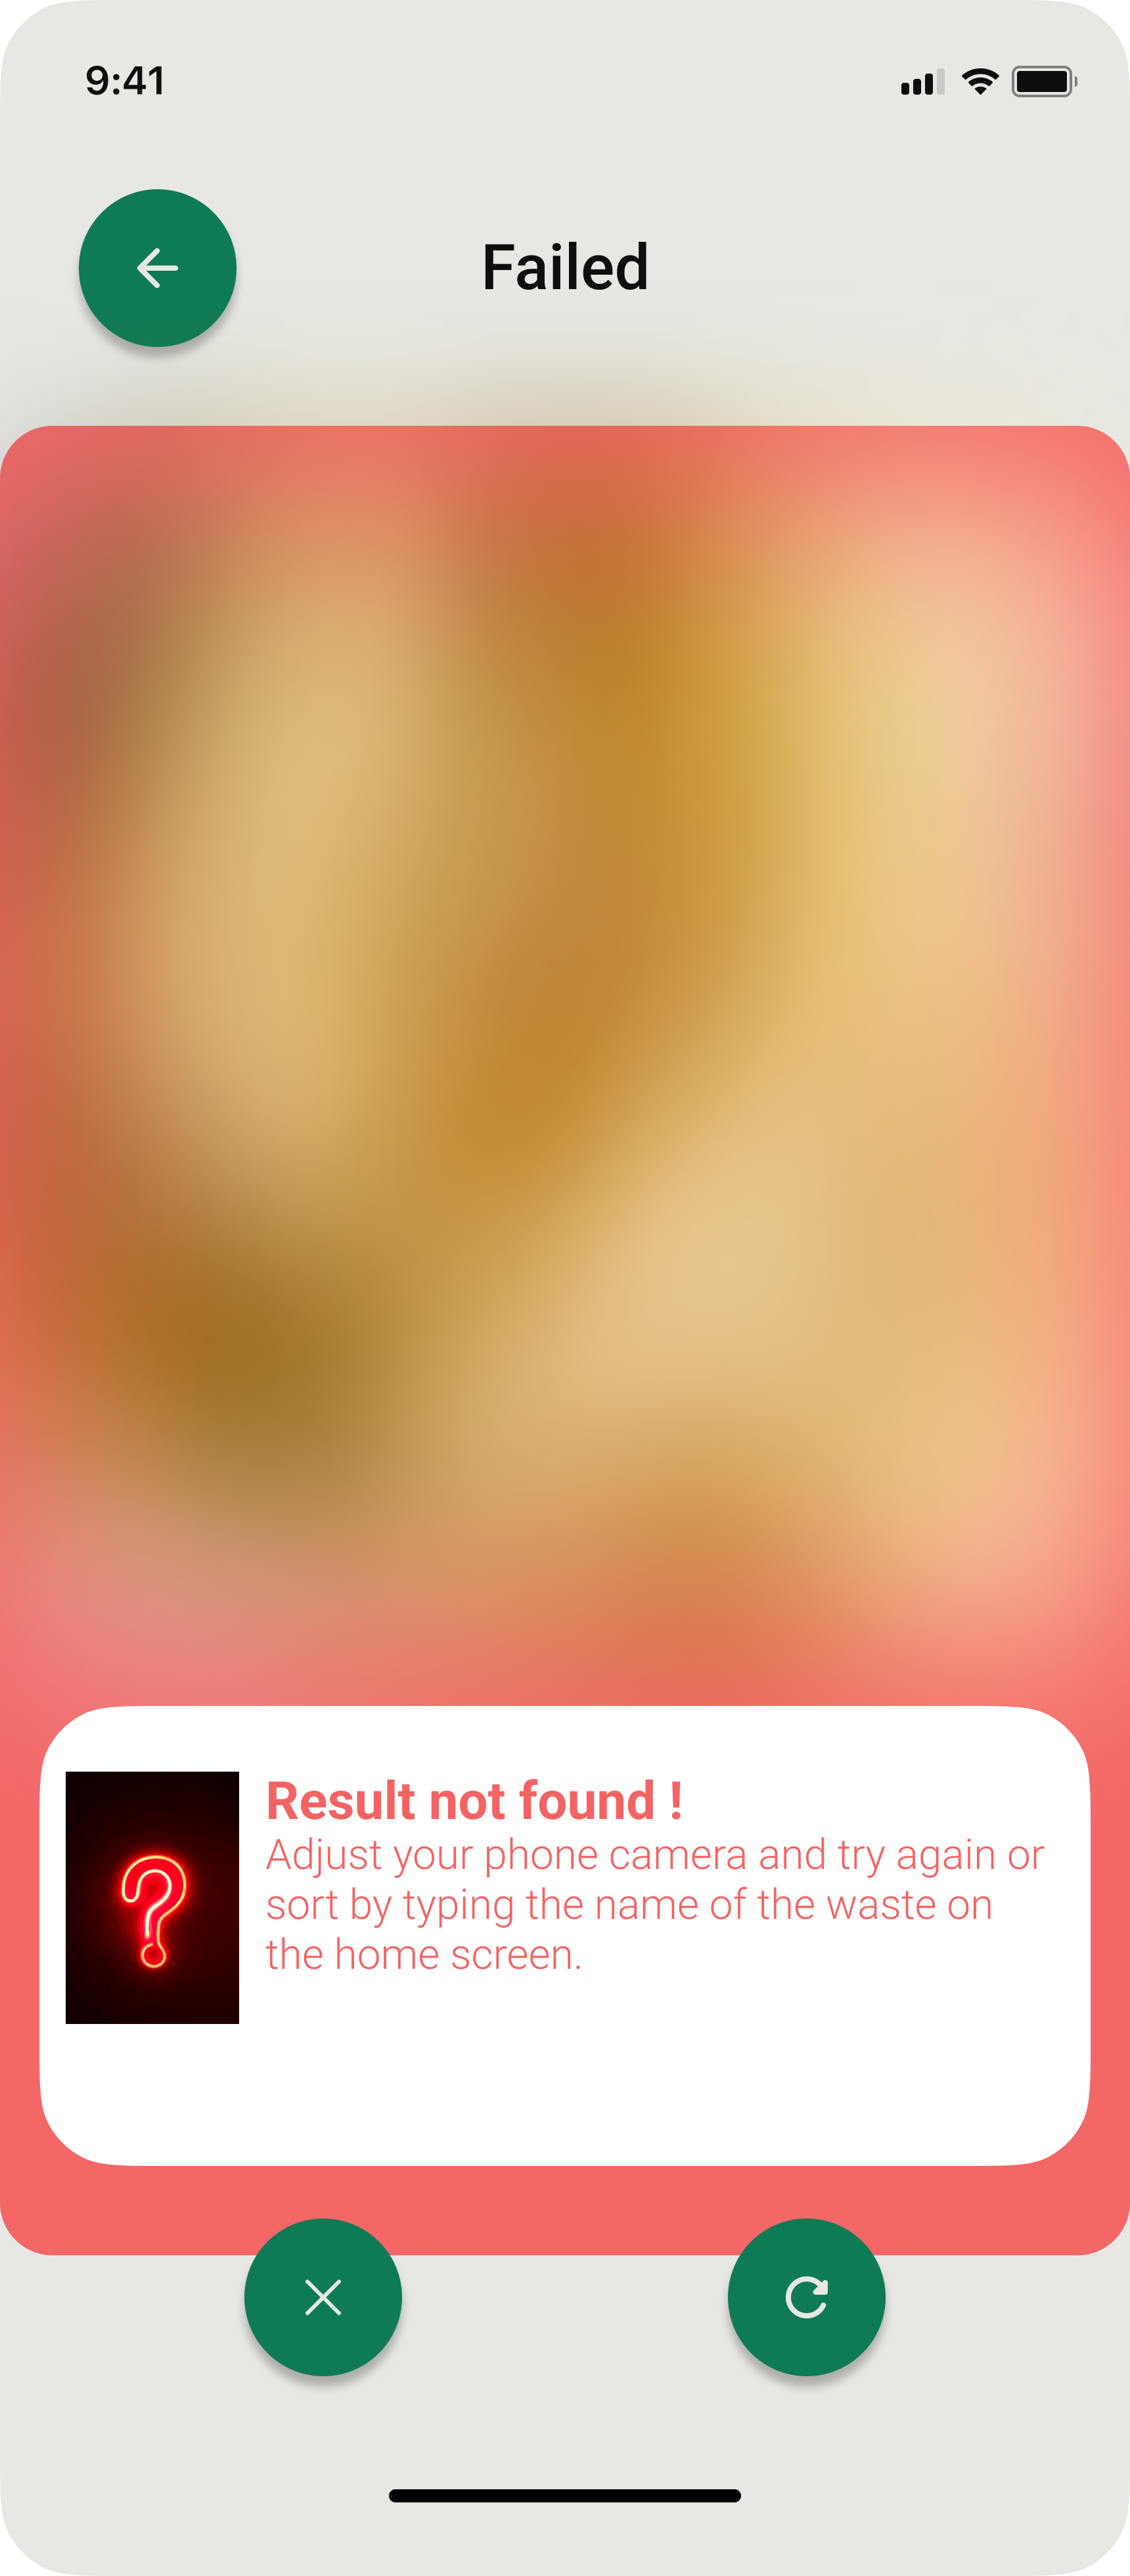 9:41
Failed
Result not found !
Adjust your phone camera and try again or
sort by typing the name of the waste on
the home screen.